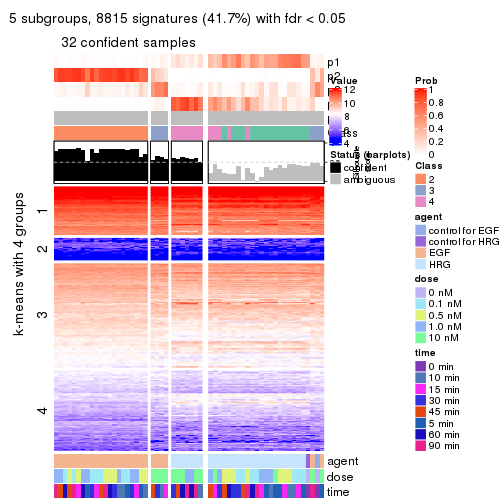 5 subgroups, 8815 signatures (41.7%) with fdr < 0.05
32 confident samples
p1
p2
Class
k-means with 4 groups
1
2
3
4
agent
dose
time
Value
12
10
8
6
4
Status (barplots)
confident
ambiguous
Prob
1
0.8
0.6
0.4
0.2
0
Class
2
3
4
agent
control for EGF
control for HRG
EGF
HRG
dose
0 nM
0.1 nM
0.5 nM
1.0 nM
10 nM
time
0 min
10 min
15 min
30 min
45 min
5 min
60 min
90 min